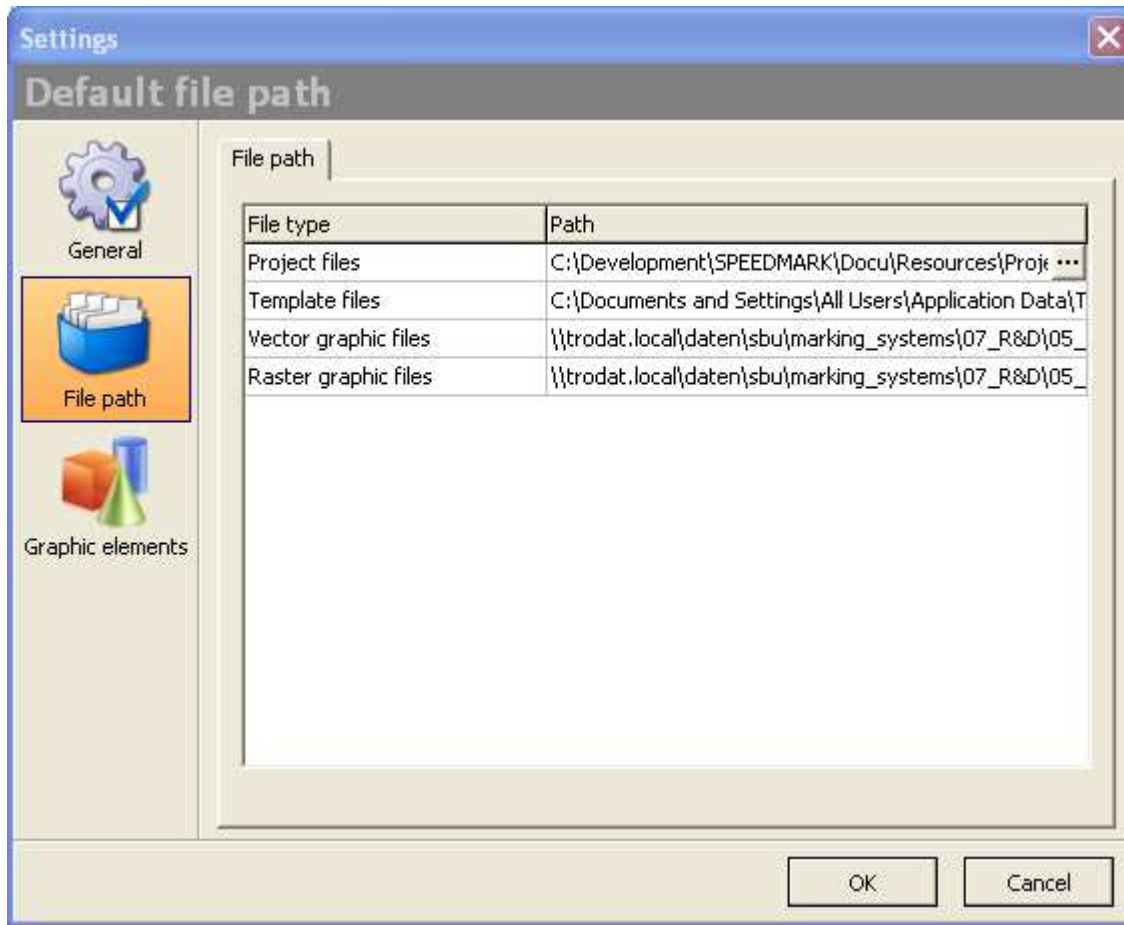 Settings
Default file path
General
File path
Graphic elements
File path
File type Path
Project files C:\Development\SPEEDMARK\Docu\Resources\Proje ...
Template files C:\Documents and Settings\All Users\Application Data\T
Vector graphic files \\trodat.local\daten\sbu\marking_systems\07_R&D\05_
Raster graphic files \\trodat.local\daten\sbu\marking_systems\07_R&D\05_
OK Cancel